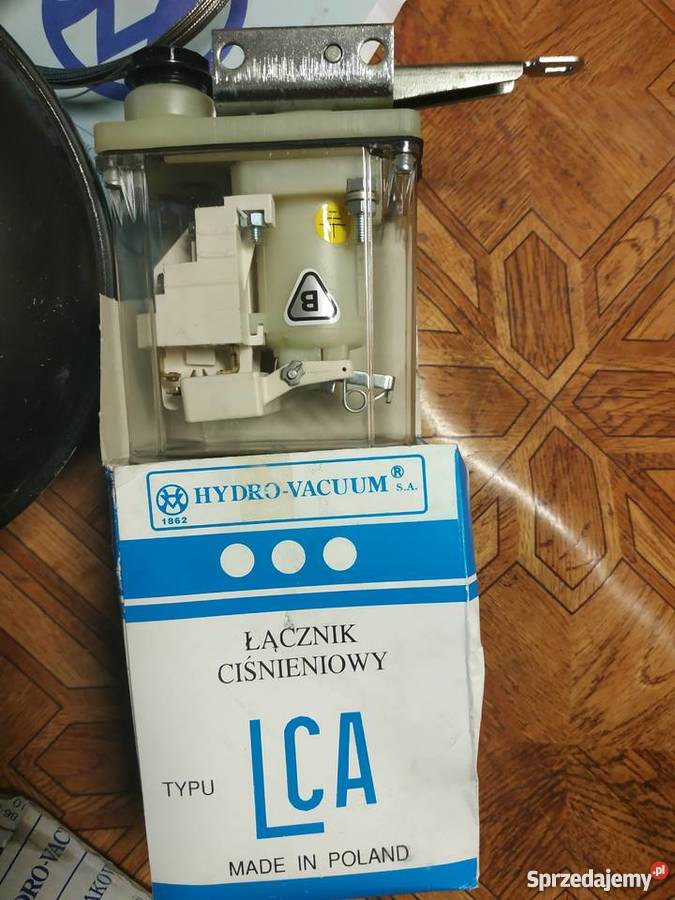 B
HYDRO-VACUUM ® S.A.
1862
ŁĄCZNIK
CIŚNIENIOWY
TYPU LCA
MADE IN POLAND
Sprzedajemy.pl